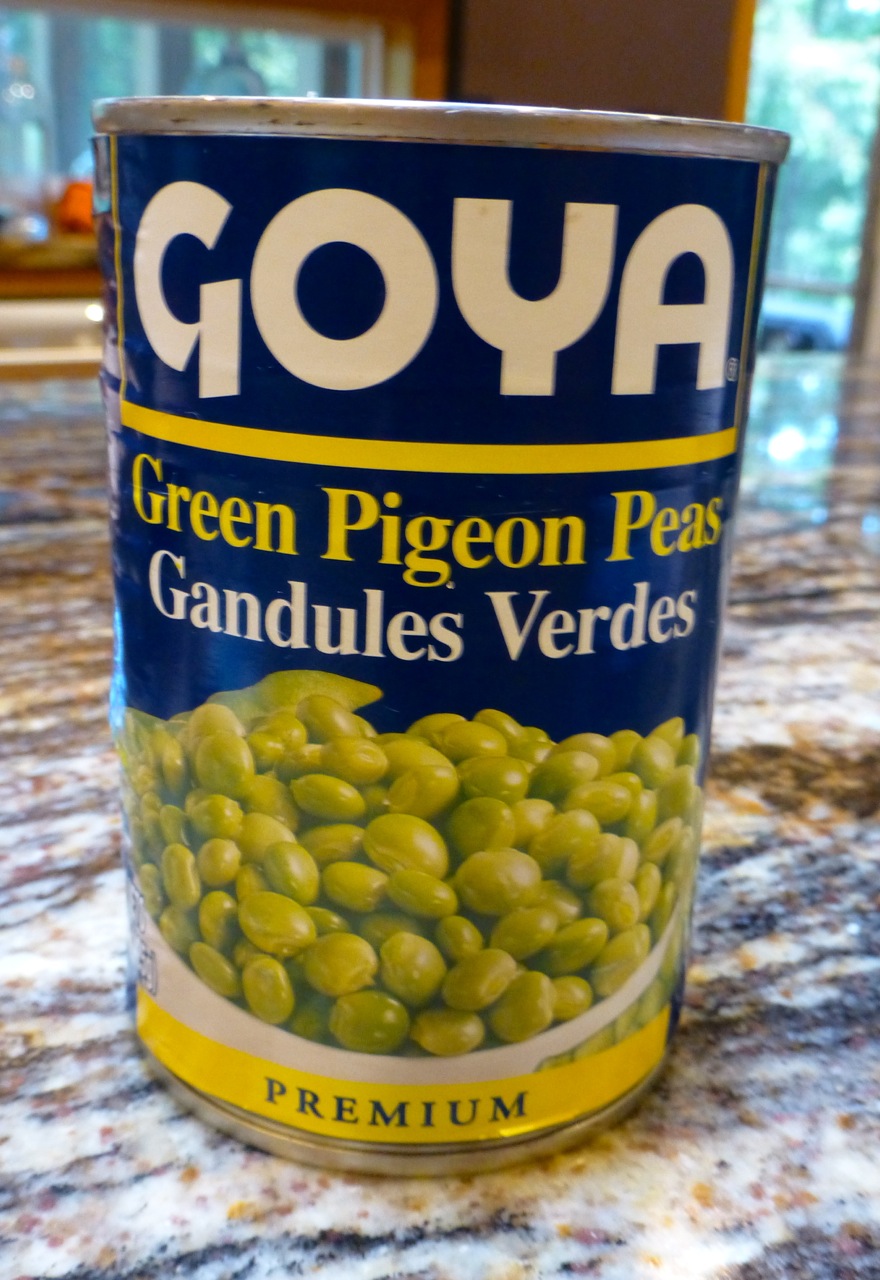 GOYA
Green Pigeon Peas
Gandules Verdes
PREMIUM